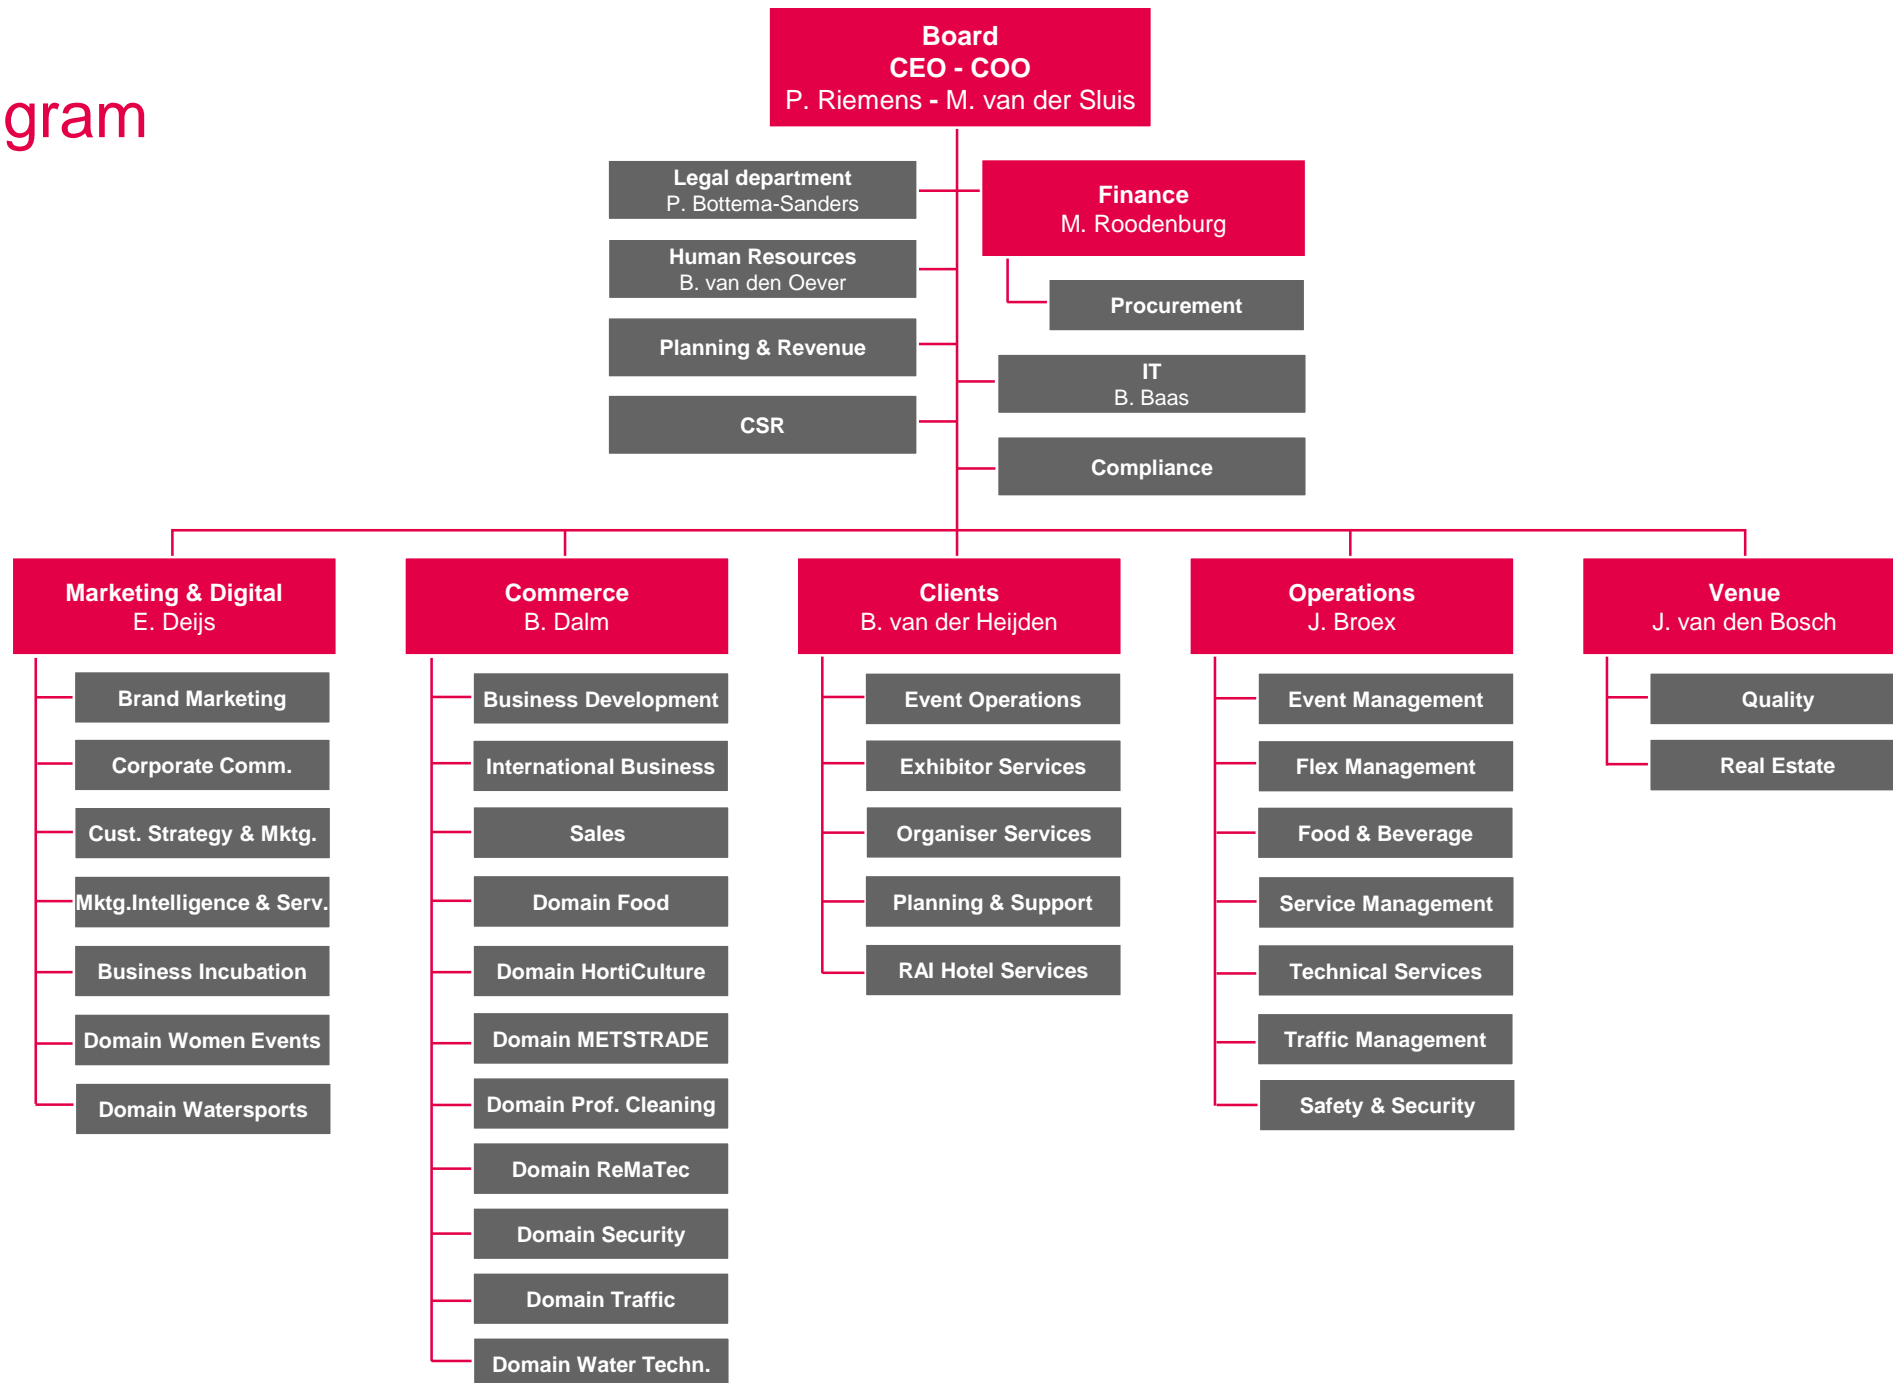 gram
Board
CEO - COO
P. Riemens - M. van der Sluis
Legal department
P. Bottema-Sanders
Finance
M. Roodenburg
Human Resources
B. van den Oever
Procurement
Planning & Revenue
IT
B. Baas
CSR
Compliance
Marketing & Digital
E. Deijs
Brand Marketing
Corporate Comm.
Cust. Strategy & Mktg.
Mktg.Intelligence & Serv.
Business Incubation
Domain Women Events
Domain Watersports
Commerce
B. Dalm
Business Development
International Business
Sales
Domain Food
Domain HortiCulture
Domain METSTRADE
Domain Prof. Cleaning
Domain ReMaTec
Domain Security
Domain Traffic
Domain Water Techn.
Clients
B. van der Heijden
Event Operations
Exhibitor Services
Organiser Services
Planning & Support
RAI Hotel Services
Operations
J. Broex
Event Management
Flex Management
Food & Beverage
Service Management
Technical Services
Traffic Management
Safety & Security
Venue
J. van den Bosch
Quality
Real Estate